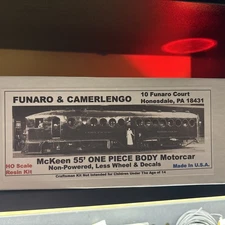 FUNARO & CAMERLENGO
10 Funaro Court
Honesdale, PA 18431
HO Scale
Resin Kit
McKeen 55' ONE PIECE BODY Motorcar
Non-Powered, Less Wheel & Decals
Made In U.S.A.
Craftsman Kit Not Intended for Children Under The Age of 14